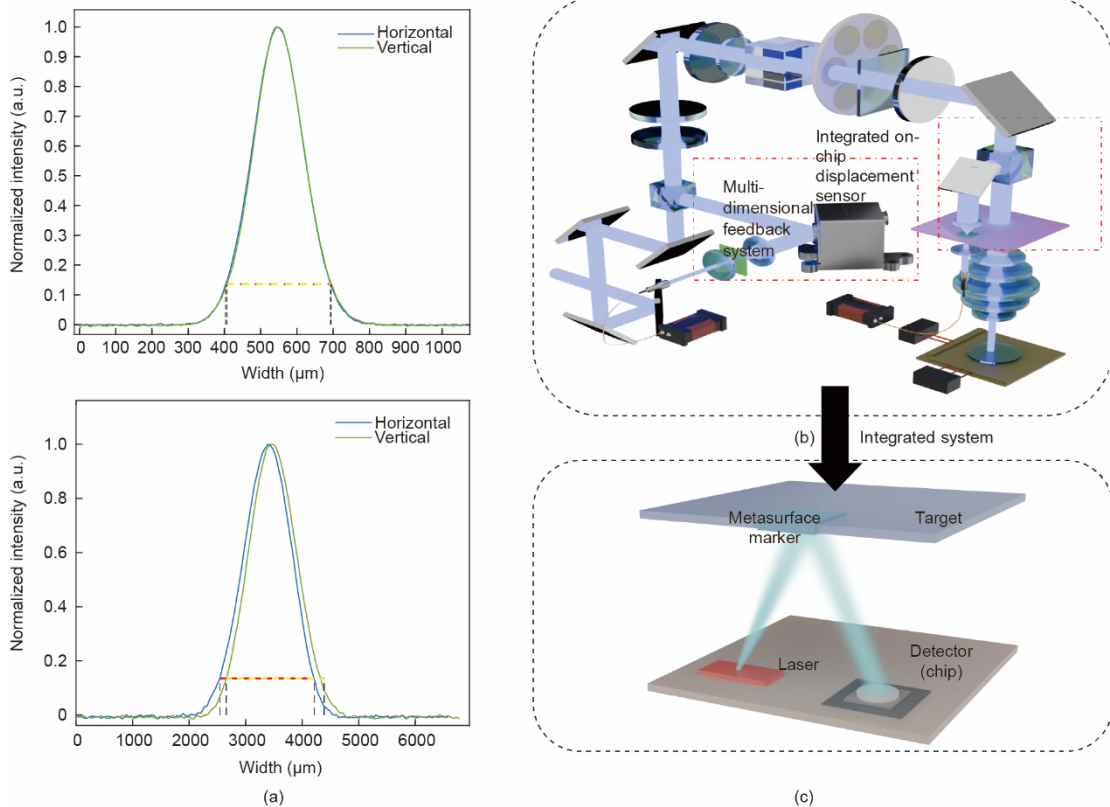 1.0
0.9
0.8
0.7
0.6
0.5
0.4
0.3
0.2
0.1
0
Normalized intensity (a.u.)
Horizontal
Vertical
0 100 200 300 400 500 600 700 800 900 1000
Width (µm)
1.0
0.8
0.6
0.4
0.2
0
Normalized intensity (a.u.)
Horizontal
Vertical
0 1000 2000 3000 4000 5000 6000
Width (µm)
(a)
Integrated on-
chip
displacement
sensor
Multi-
dimensional
feedback
system
(b)
Integrated system
Metasurface
marker
Target
Laser
Detector
(chip)
(c)